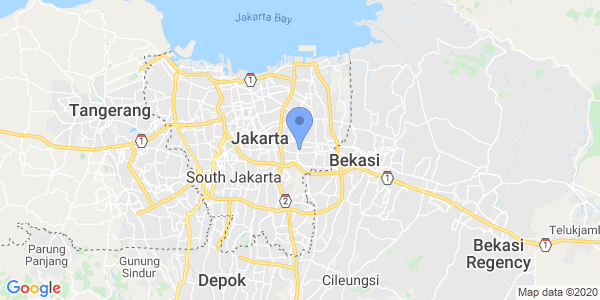 Jakarta Bay
1
Tangerang
1
Jakarta
Bekasi
South Jakarta
1
2
Telukjamb
Parung
Panjang
Gunung
Sindur
Bekasi
Regency
1
Depok
Cileungsi
Google
Map data ©2020